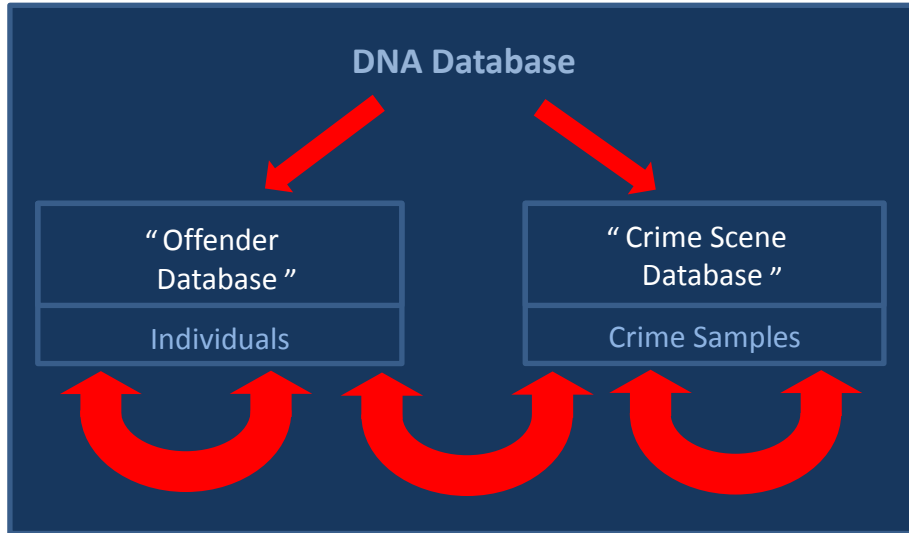 DNA Database
“ Offender
Database ”
“ Crime Scene
Database ”
Individuals
Crime Samples